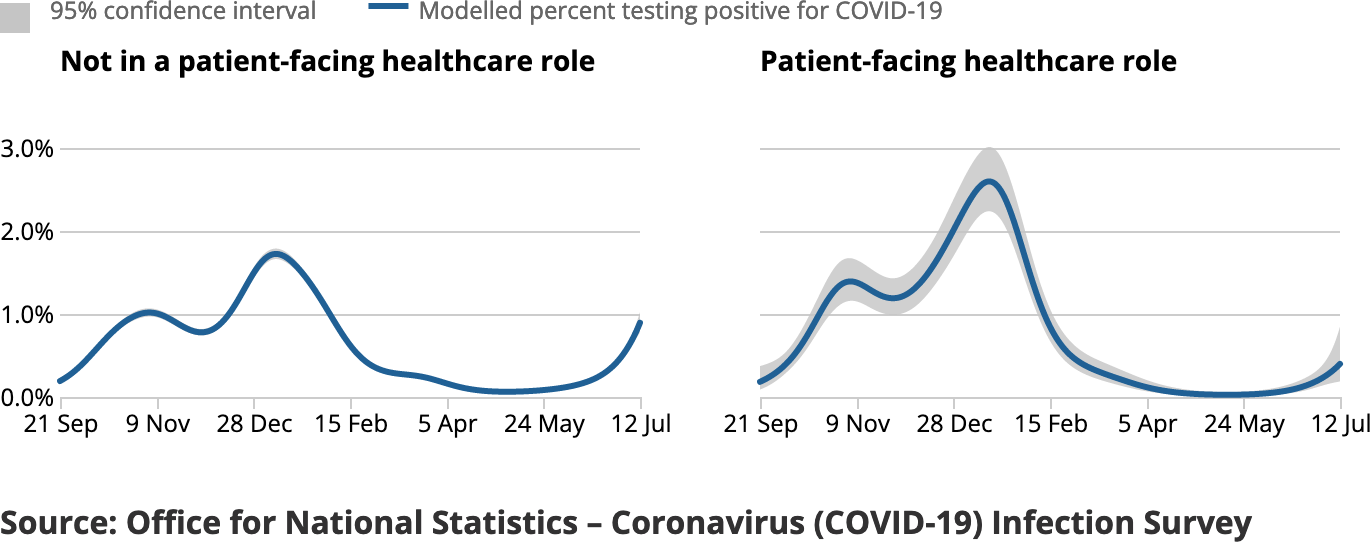 95% confidence interval
Modelled percent testing positive for COVID-19
Not in a patient-facing healthcare role
Patient-facing healthcare role
3.0%
2.0%
1.0%
0.0%
21 Sep 9 Nov 28 Dec 15 Feb 5 Apr 24 May 12 Jul
21 Sep 9 Nov 28 Dec 15 Feb 5 Apr 24 May 12 Jul
Source: Office for National Statistics – Coronavirus (COVID-19) Infection Survey